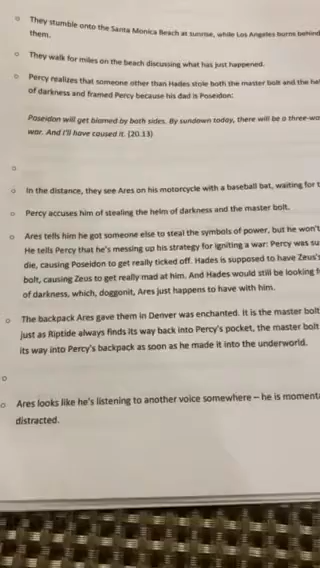 They stumble onto the Santa Monica Beach at sunrise, while Los Angeles burns behind
them.
They walk for miles on the beach discussing what has just happened.
Percy realizes that someone other than Hades stole both the master bolt and the
of darkness and framed Percy because his dad is Poseidon:
Poseidon will get blamed by both sides. By sundown today, there will be a
war. And I'll have caused it. (20.13)
In the distance, they see Ares on his motorcycle with a baseball bat, waiting for
Percy accuses him of stealing the helm of darkness and the master bolt.
Ares tells him he got someone else to steal the symbols of power, but he won't
He tells Percy that he's messing up his strategy for igniting a war: Percy was
die, causing Poseidon to get really ticked off. Hades is supposed to have Zeus's
bolt, causing Zeus to get really mad at him. And Hades would still be looking
of darkness, which, doggonit, Ares just happens to have with him.
The backpack Ares gave them in Denver was enchanted. It is the master bolt
just as Riptide always finds its way back into Percy's pocket, the master bolt
its way into Percy's backpack as soon as he made it into the underworld.
Ares looks like he's listening to another voice somewhere – he is
distracted.